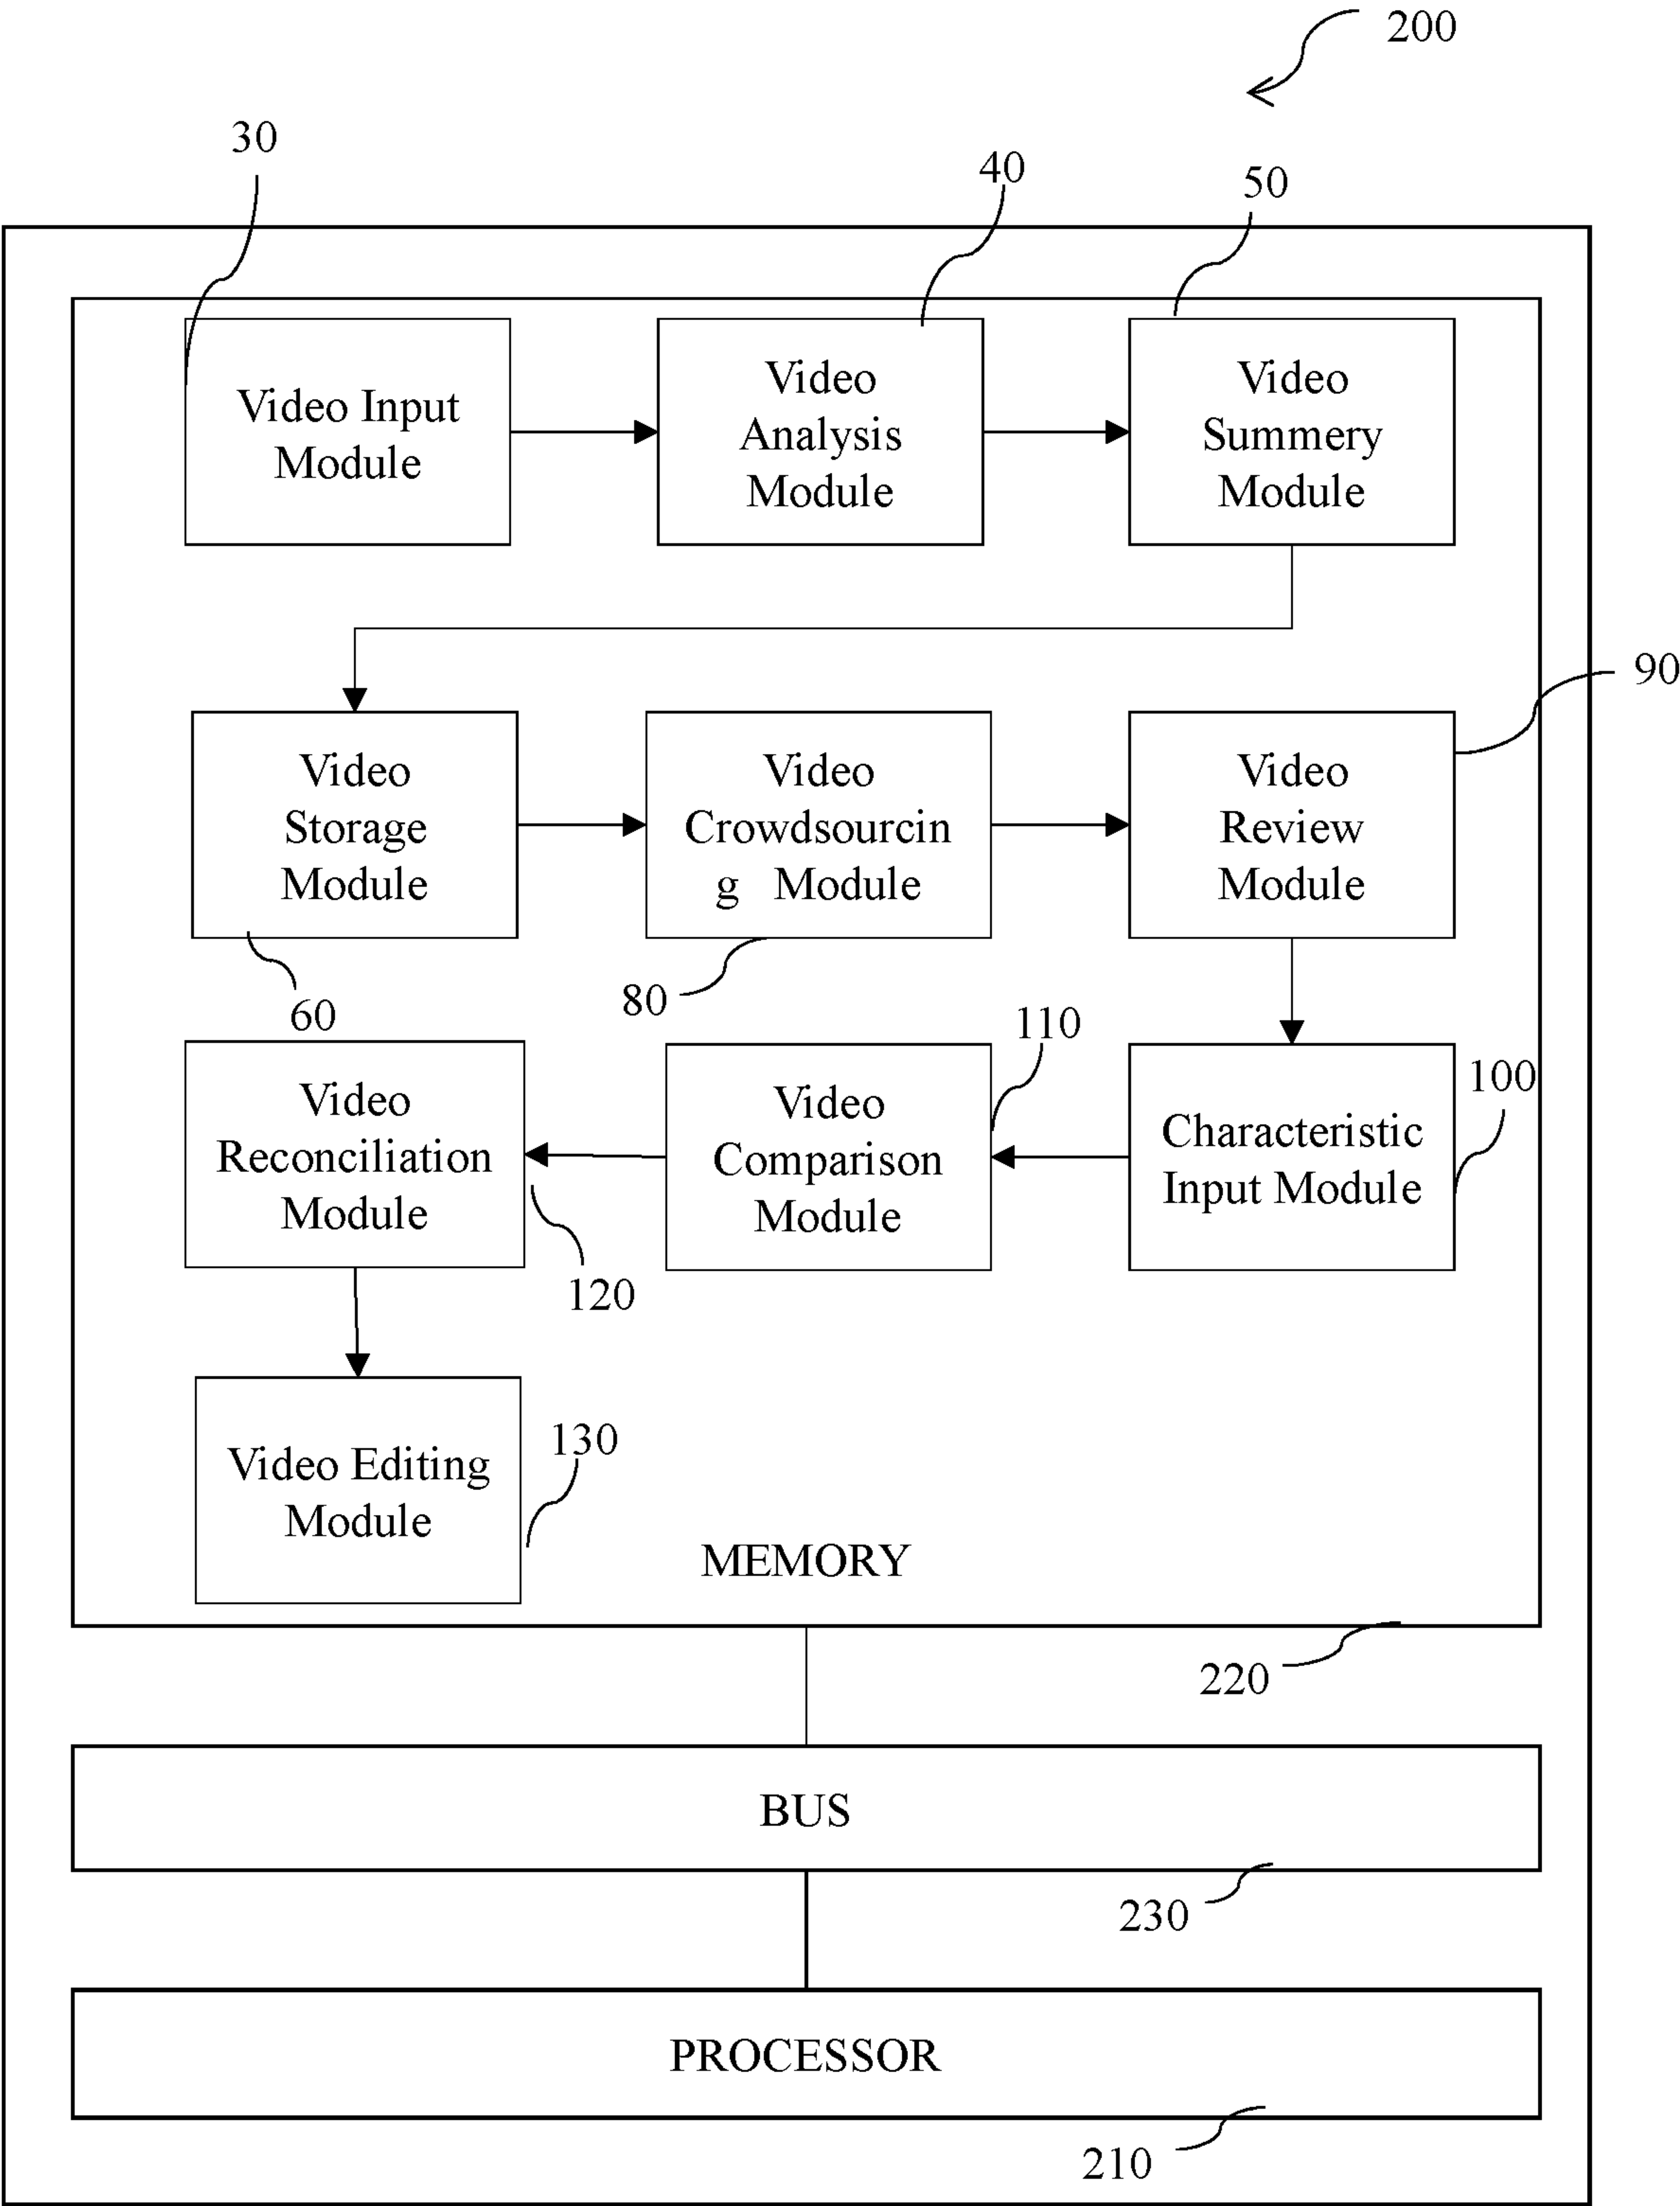 200
30
40
50
Video Input
Module
Video
Analysis
Module
Video
Summery
Module
90
Video
Storage
Module
Video
Crowdsourcin
g Module
Video
Review
Module
60
80
110
100
Video
Reconciliation
Module
Video
Comparison
Module
Characteristic
Input Module
120
130
Video Editing
Module
MEMORY
220
BUS
230
PROCESSOR
210